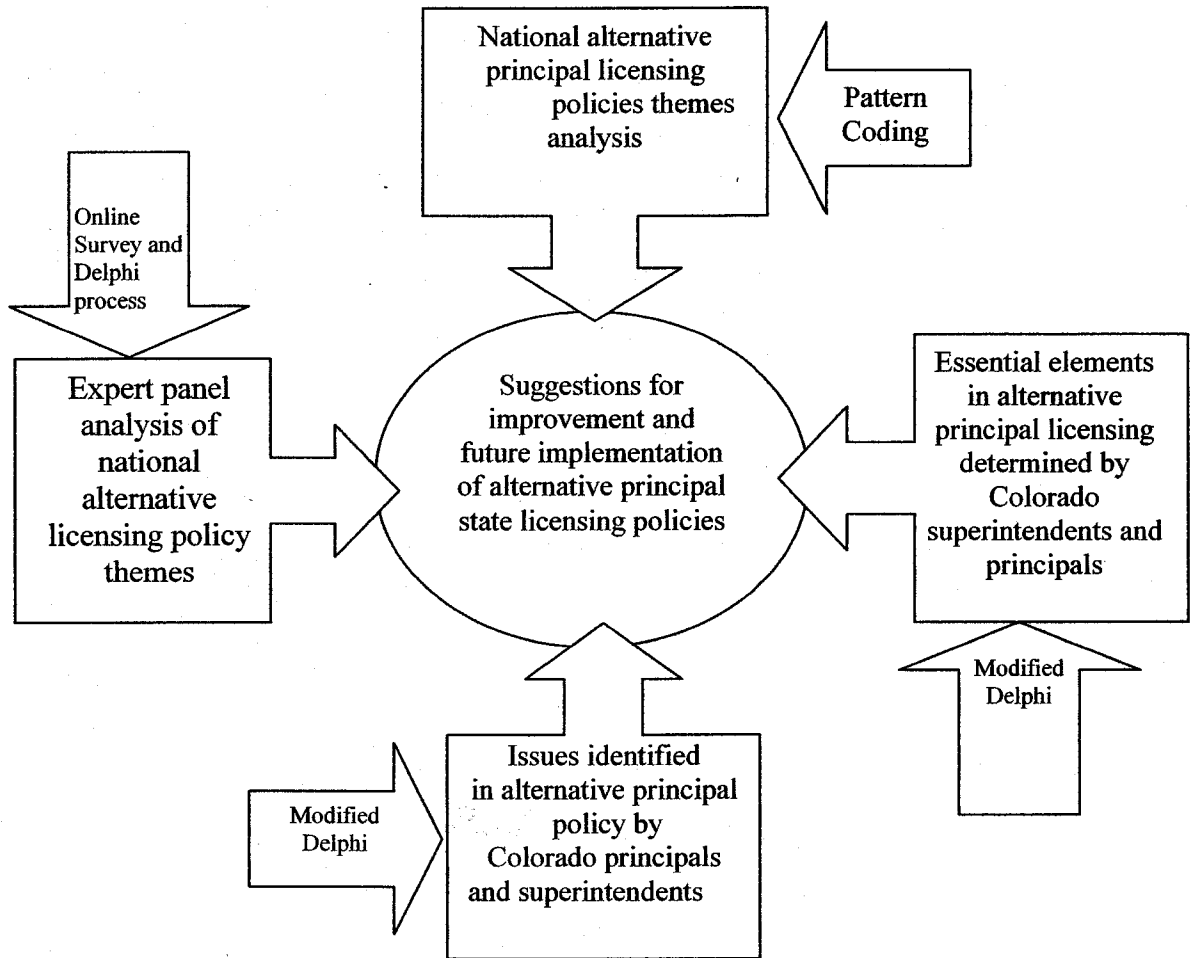 National alternative
principal licensing
policies themes
analysis
Pattern
Coding
Online
Survey and
Delphi
process
Expert panel
analysis of
national
alternative
licensing policy
themes
Suggestions for
improvement and
future implementation
of alternative principal
state licensing policies
Essential elements
in alternative
principal licensing
determined by
Colorado
superintendents and
principals
Modified
Delphi
Issues identified
in alternative principal
policy by
Colorado principals
and superintendents
Modified
Delphi